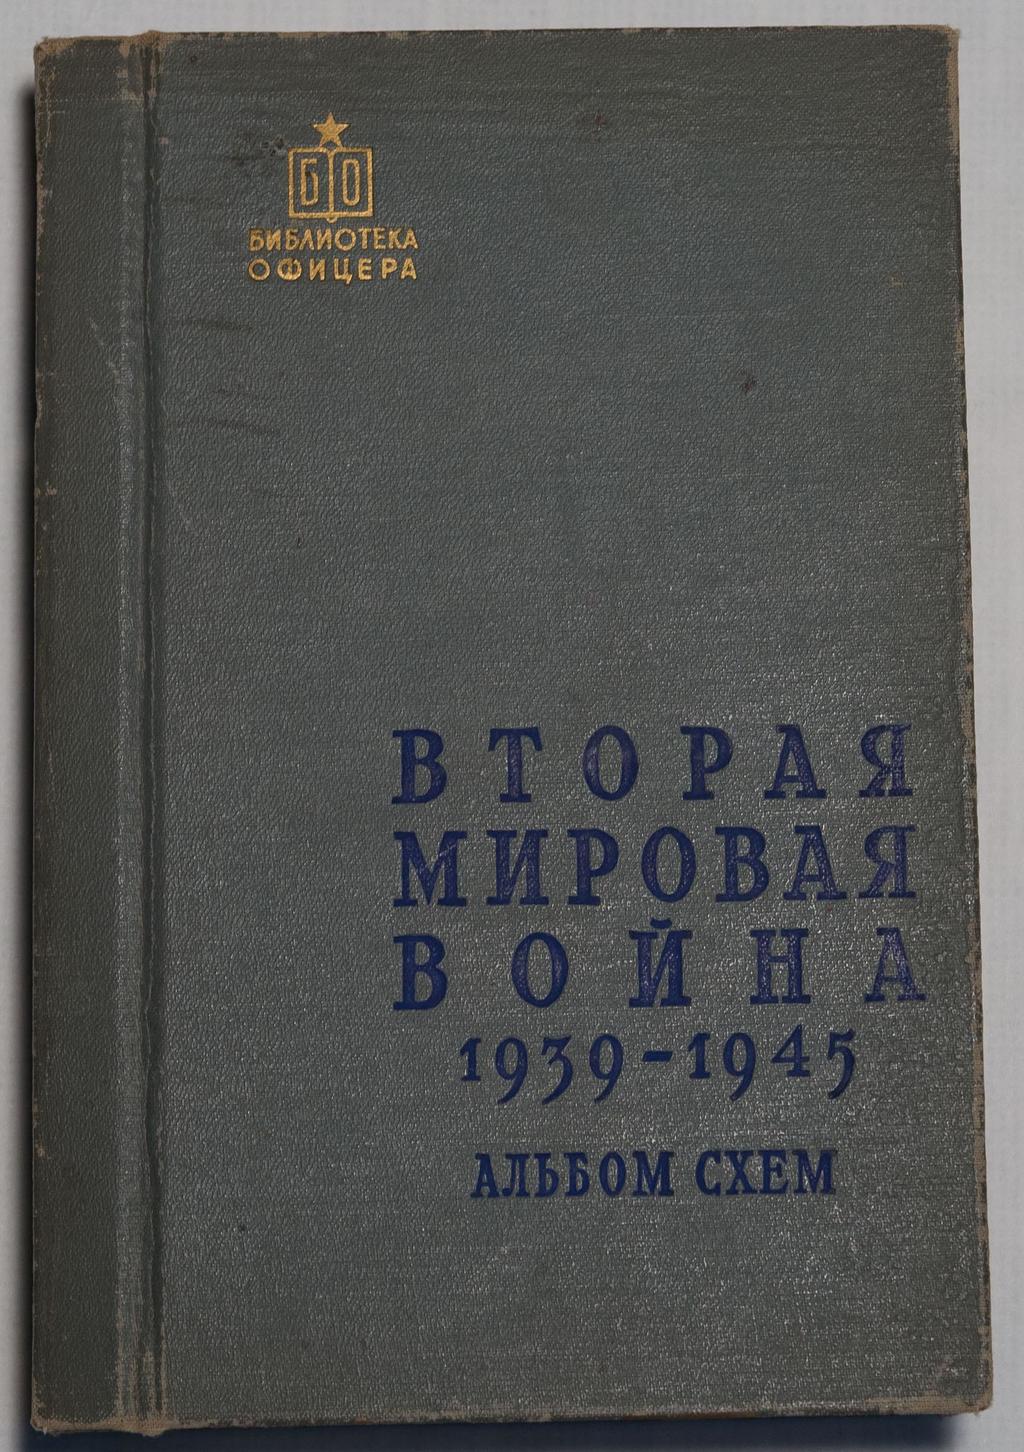 БО
БИБЛИОТЕКА
ОФИЦЕРА
ВТОРАЯ
МИРОВАЯ
ВОЙНА
1939-1945
АЛЬБОМ СХЕМ